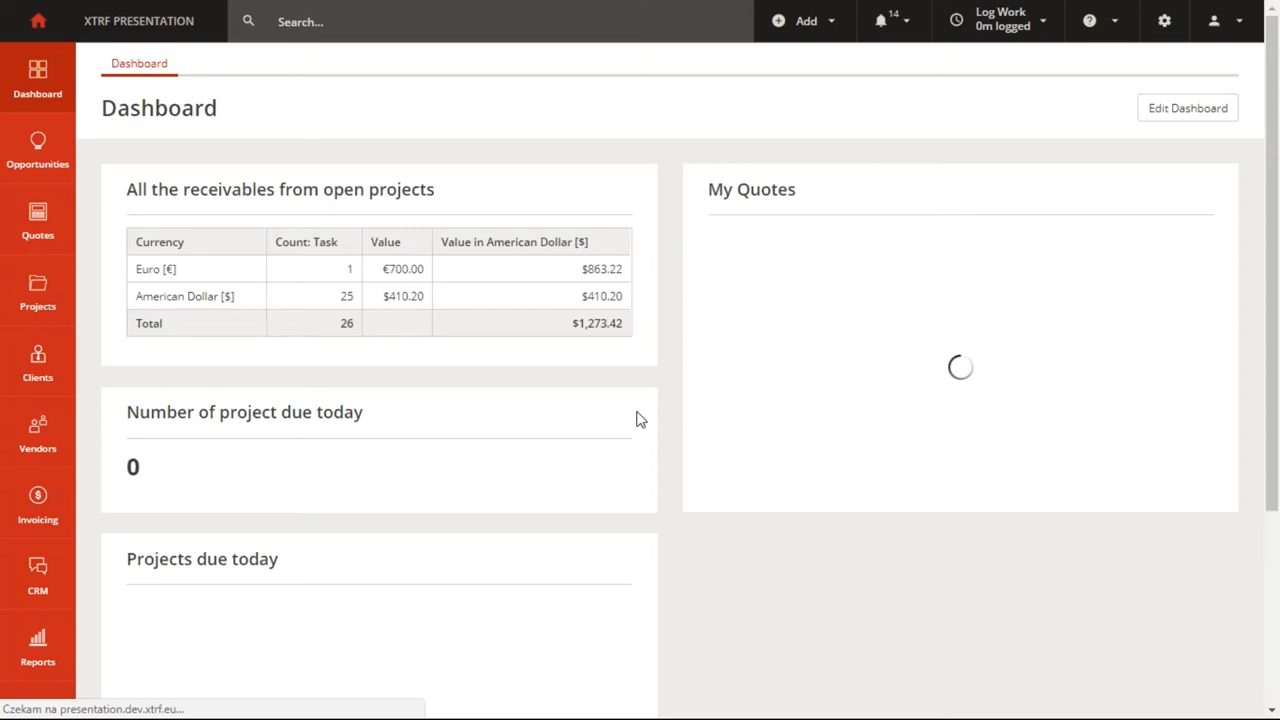 XTRF PRESENTATION
Search...
Add
14
Log Work
0m logged
Dashboard
Opportunities
Quotes
Projects
Clients
Vendors
Invoicing
CRM
Reports
Dashboard
Dashboard
Edit Dashboard
All the receivables from open projects
Currency Count: Task Value Value in American Dollar [$]
Euro [€] 1 €700.00 $863.22
American Dollar [$] 25 $410.20 $410.20
Total 26 $1,273.42
Number of project due today
0
Projects due today
My Quotes
Czekam na presentation.dev.xtrf.eu...